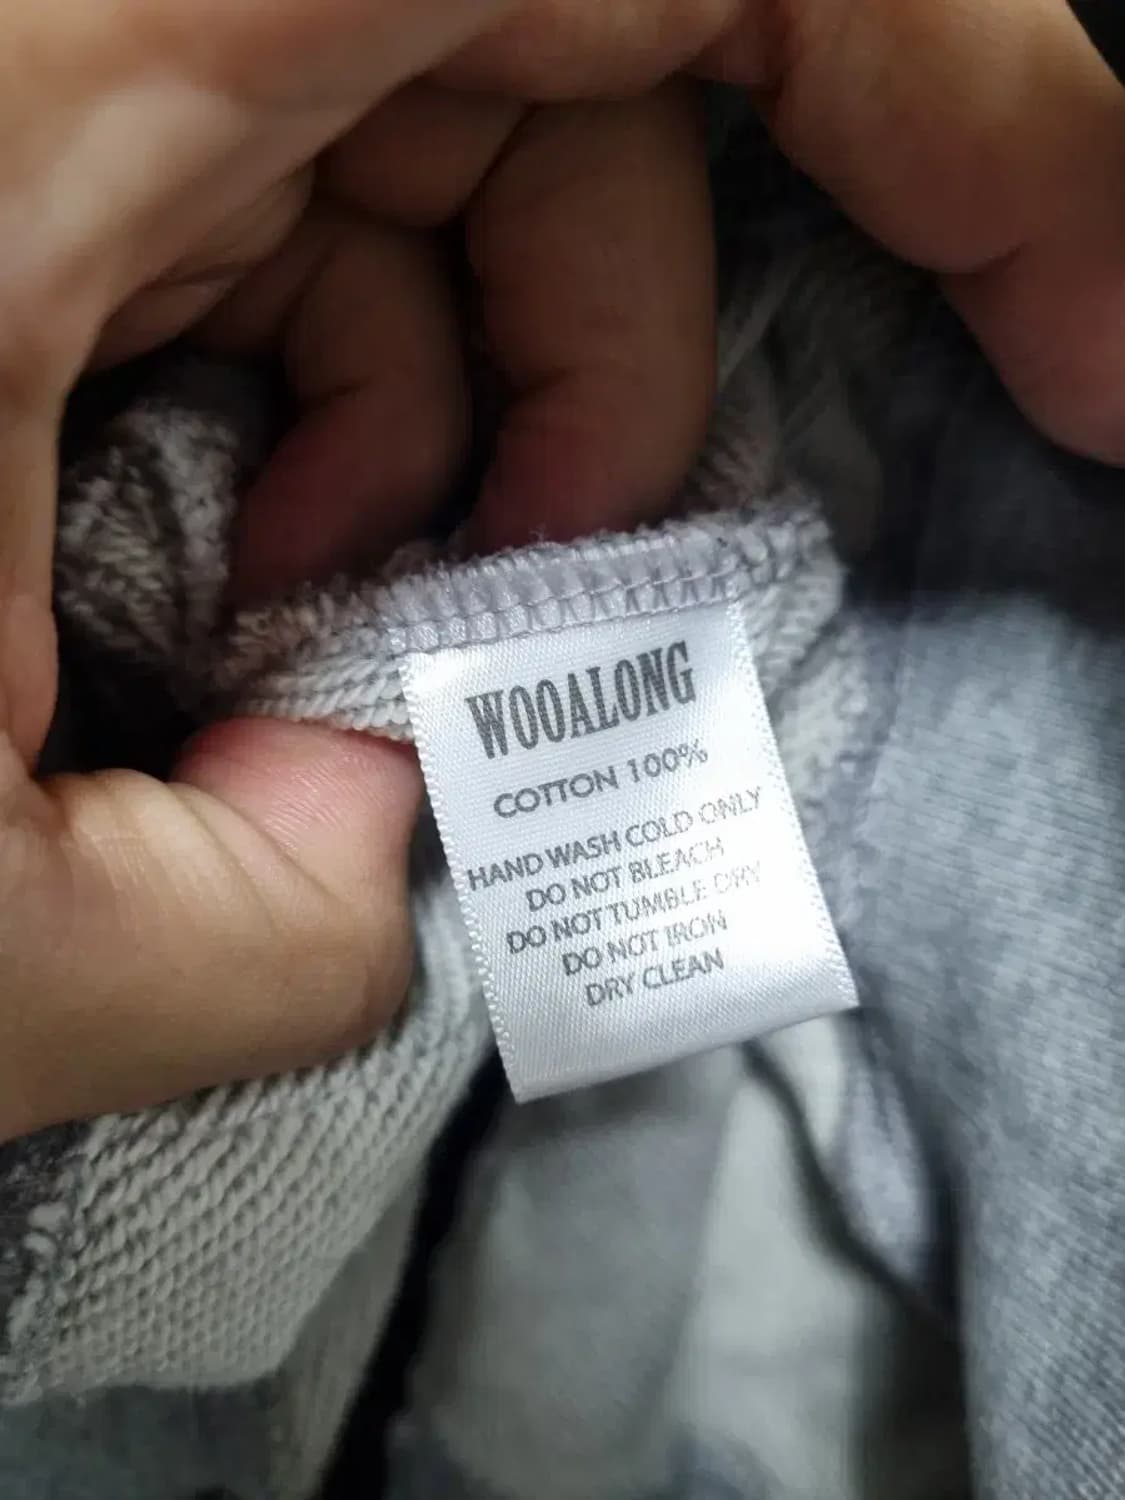 WOOALONG
COTTON 100%
HAND WASH COLD ONLY
DO NOT BLEACH
DO NOT TUMBLE DRY
DO NOT IRON
DRY CLEAN